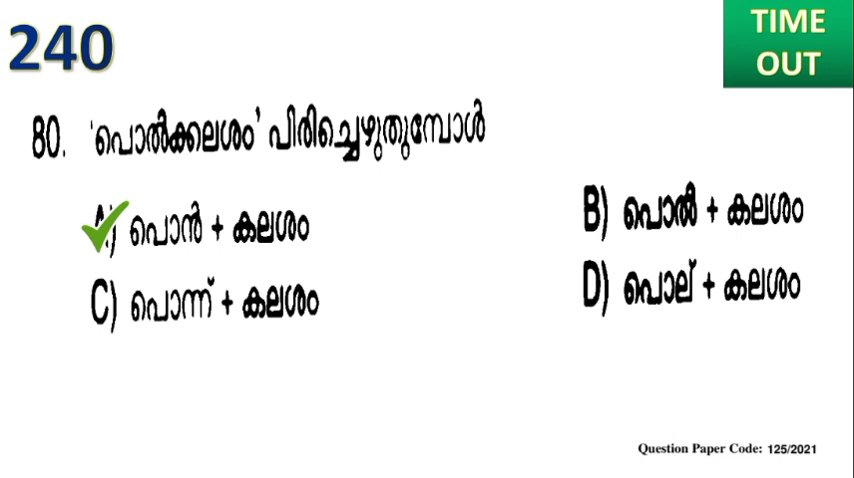 240
TIME
OUT
80. 'പൊൽക്കലശം' പിരിച്ചെഴുതുമ്പോൾ
A) പൊൻ + കലശം
B) പൊൽ + കലശം
C) പൊന്ന് + കലശം
D) പൊല് + കലശം
Question Paper Code: 125/2021